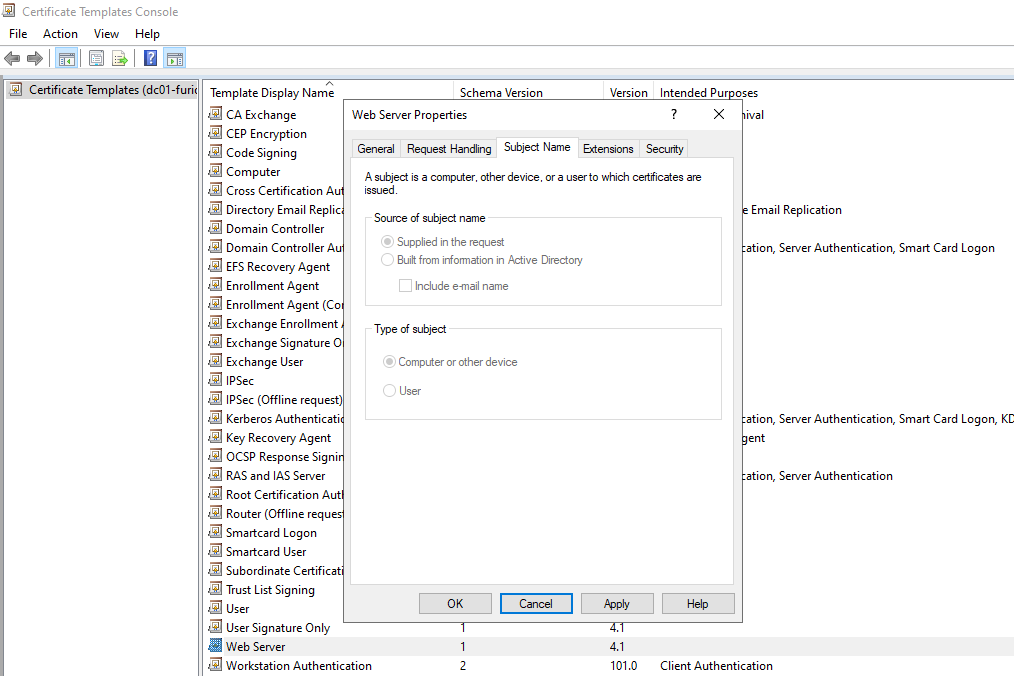 Certificate Templates Console
File Action View Help
Certificate Templates (dc01-furio
Template Display Name Schema Version Version Intended Purposes
CA Exchange
CEP Encryption
Code Signing
Computer
Cross Certification Aut
Directory Email Replica
Domain Controller
Domain Controller Aut
EFS Recovery Agent
Enrollment Agent
Enrollment Agent (Cor
Exchange Enrollment A
Exchange Signature O
Exchange User
IPSec
IPSec (Offline request)
Kerberos Authenticatio
Key Recovery Agent
OCSP Response Signin
RAS and IAS Server
Root Certification Auth
Router (Offline request
Smartcard Logon
Smartcard User
Subordinate Certificati
Trust List Signing
User
User Signature Only 1 4.1
Web Server 1 4.1
Workstation Authentication 2 101.0 Client Authentication
Web Server Properties
?
General Request Handling Subject Name Extensions Security
A subject is a computer, other device, or a user to which certificates are
issued.
Source of subject name
Supplied in the request
Built from information in Active Directory
Include e-mail name
Type of subject
Computer or other device
User
OK Cancel Apply Help
hival
e Email Replication
cation, Server Authentication, Smart Card Logon
cation, Server Authentication, Smart Card Logon, KD
gent
cation, Server Authentication